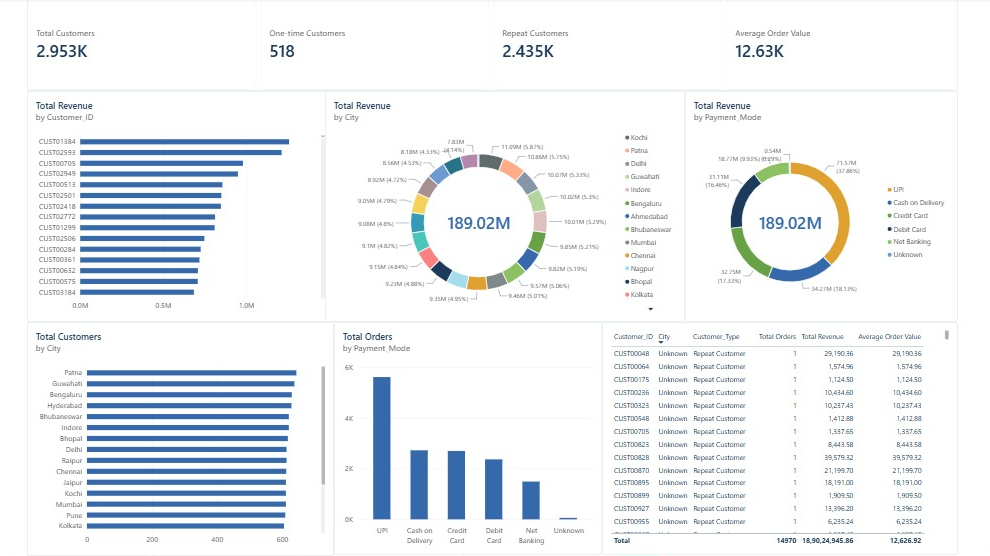 Total Customers
2.953K
One-time Customers
518
Repeat Customers
2.435K
Average Order Value
12.63K
Total Revenue
by Customer_ID
CUST01384
CUST02593
CUST00705
CUST02949
CUST00513
CUST02501
CUST02418
CUST02772
CUST01299
CUST02506
CUST00284
CUST00361
CUST00632
CUST00575
CUST03184
0.0M 0.5M 1.0M
Total Revenue
by City
7.83M
(4.14%)
8.18M (4.33%)
8.56M (4.53%)
8.92M (4.72%)
9.05M (4.79%)
9.08M (4.8%)
9.1M (4.82%)
9.15M (4.84%)
9.23M (4.88%)
9.35M (4.95%)
11.09M (5.87%)
10.86M (5.75%)
10.07M (5.33%)
10.02M (5.3%)
10.01M (5.29%)
9.85M (5.21%)
9.82M (5.19%)
9.57M (5.06%)
9.46M (5.01%)
189.02M
Kochi
Patna
Delhi
Guwahati
Indore
Bengaluru
Ahmedabad
Bhubaneswar
Mumbai
Chennai
Nagpur
Bhopal
Kolkata
Total Revenue
by Payment_Mode
0.54M
18.77M (9.93%)
71.57M
(37.86%)
31.11M
(16.46%)
32.75M
(17.33%)
34.27M (18.13%)
189.02M
UPI
Cash on Delivery
Credit Card
Debit Card
Net Banking
Unknown
Total Customers
by City
Patna
Guwahati
Bengaluru
Hyderabad
Bhubaneswar
Indore
Bhopal
Delhi
Raipur
Chennai
Jaipur
Kochi
Mumbai
Pune
Kolkata
0 200 400 600
Total Orders
by Payment_Mode
6K
4K
2K
0K
UPI
Cash on
Delivery
Credit
Card
Debit
Card
Net
Banking
Unknown
Customer_ID City Customer_Type Total Orders Total Revenue Average Order Value
CUST00048 Unknown Repeat Customer 1 29,190.36 29,190.36
CUST00064 Unknown Repeat Customer 1 1,574.96 1,574.96
CUST00175 Unknown Repeat Customer 1 1,124.50 1,124.50
CUST00236 Unknown Repeat Customer 1 10,434.60 10,434.60
CUST00323 Unknown Repeat Customer 1 10,237.43 10,237.43
CUST00548 Unknown Repeat Customer 1 1,412.88 1,412.88
CUST00705 Unknown Repeat Customer 1 1,337.65 1,337.65
CUST00823 Unknown Repeat Customer 1 8,443.58 8,443.58
CUST00828 Unknown Repeat Customer 1 39,579.32 39,579.32
CUST00870 Unknown Repeat Customer 1 21,199.70 21,199.70
CUST00895 Unknown Repeat Customer 1 18,191.00 18,191.00
CUST00899 Unknown Repeat Customer 1 1,909.50 1,909.50
CUST00927 Unknown Repeat Customer 1 13,396.20 13,396.20
CUST00955 Unknown Repeat Customer 1 6,235.24 6,235.24
Total 14970 18,90,24,945.86 12,626.92